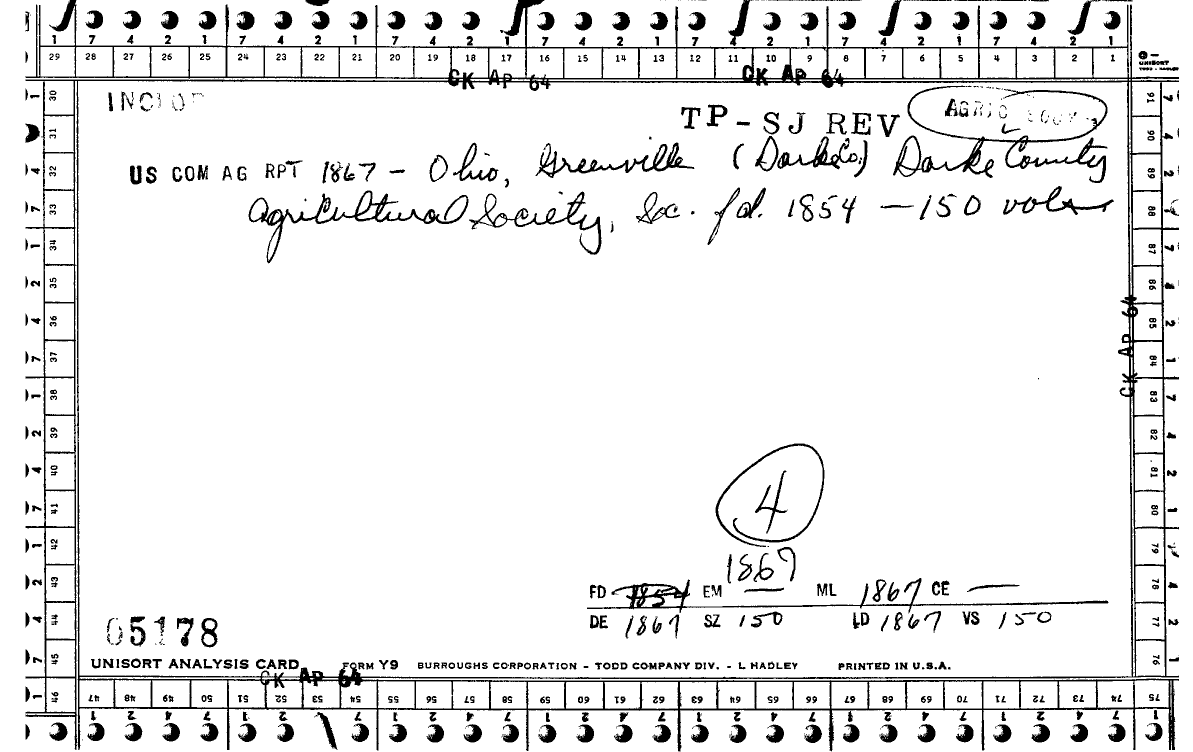 1 7 4 2 1 7 4 2 1 7 4 2 1 7 4 2 1 7 4 2 1 7 4 2 1 7 4 2 1
29 28 27 26 25 24 23 22 21 20 19 18 17 16 15 14 13 12 11 10 9 8 7 6 5 4 3 2 1
UNISORT
CK AP 64 CK AP 64
TP-SJ REV AGRIC
US COM AG RPT 1867 - Ohio, Greenville (Darke Co.) Darke County
Agricultural Society, Soc. fd. 1854 - 150 vols
CK AP 64
4
1867
FD 1854 EM — ML 1867 CE —
DE 1867 SZ 150 LD 1867 VS 150
05178
UNISORT ANALYSIS CARD FORM Y9 BURROUGHS CORPORATION - TODD COMPANY DIV. - L HADLEY PRINTED IN U.S.A.
CK AP 64
30 31 32 33 34 35 36 37 38 39 40 41 42 43 44 45 46
47 48 49 50 51 52 53 54 55 56 57 58 59 60 61 62 63 64 65 66 67 68 69 70 71 72 73 74 75
91 90 89 88 87 86 85 84 83 82 81 80 79 78 77 76